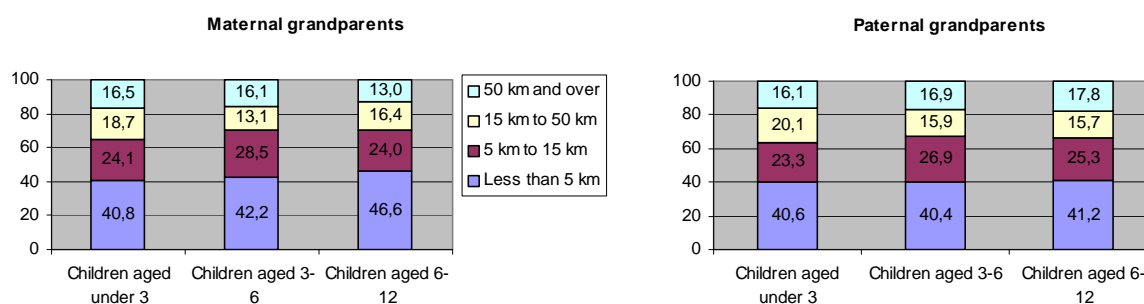 Maternal grandparents
100
80
60
40
20
0
16,5
18,7
24,1
40,8
16,1
13,1
28,5
42,2
13,0
16,4
24,0
46,6
Children aged
under 3
Children aged 3-
6
Children aged 6-
12
50 km and over
15 km to 50 km
5 km to 15 km
Less than 5 km
Paternal grandparents
100
80
60
40
20
0
16,1
20,1
23,3
40,6
16,9
15,9
26,9
40,4
17,8
15,7
25,3
41,2
Children aged
under 3
Children aged 3-6
Children aged 6-
12